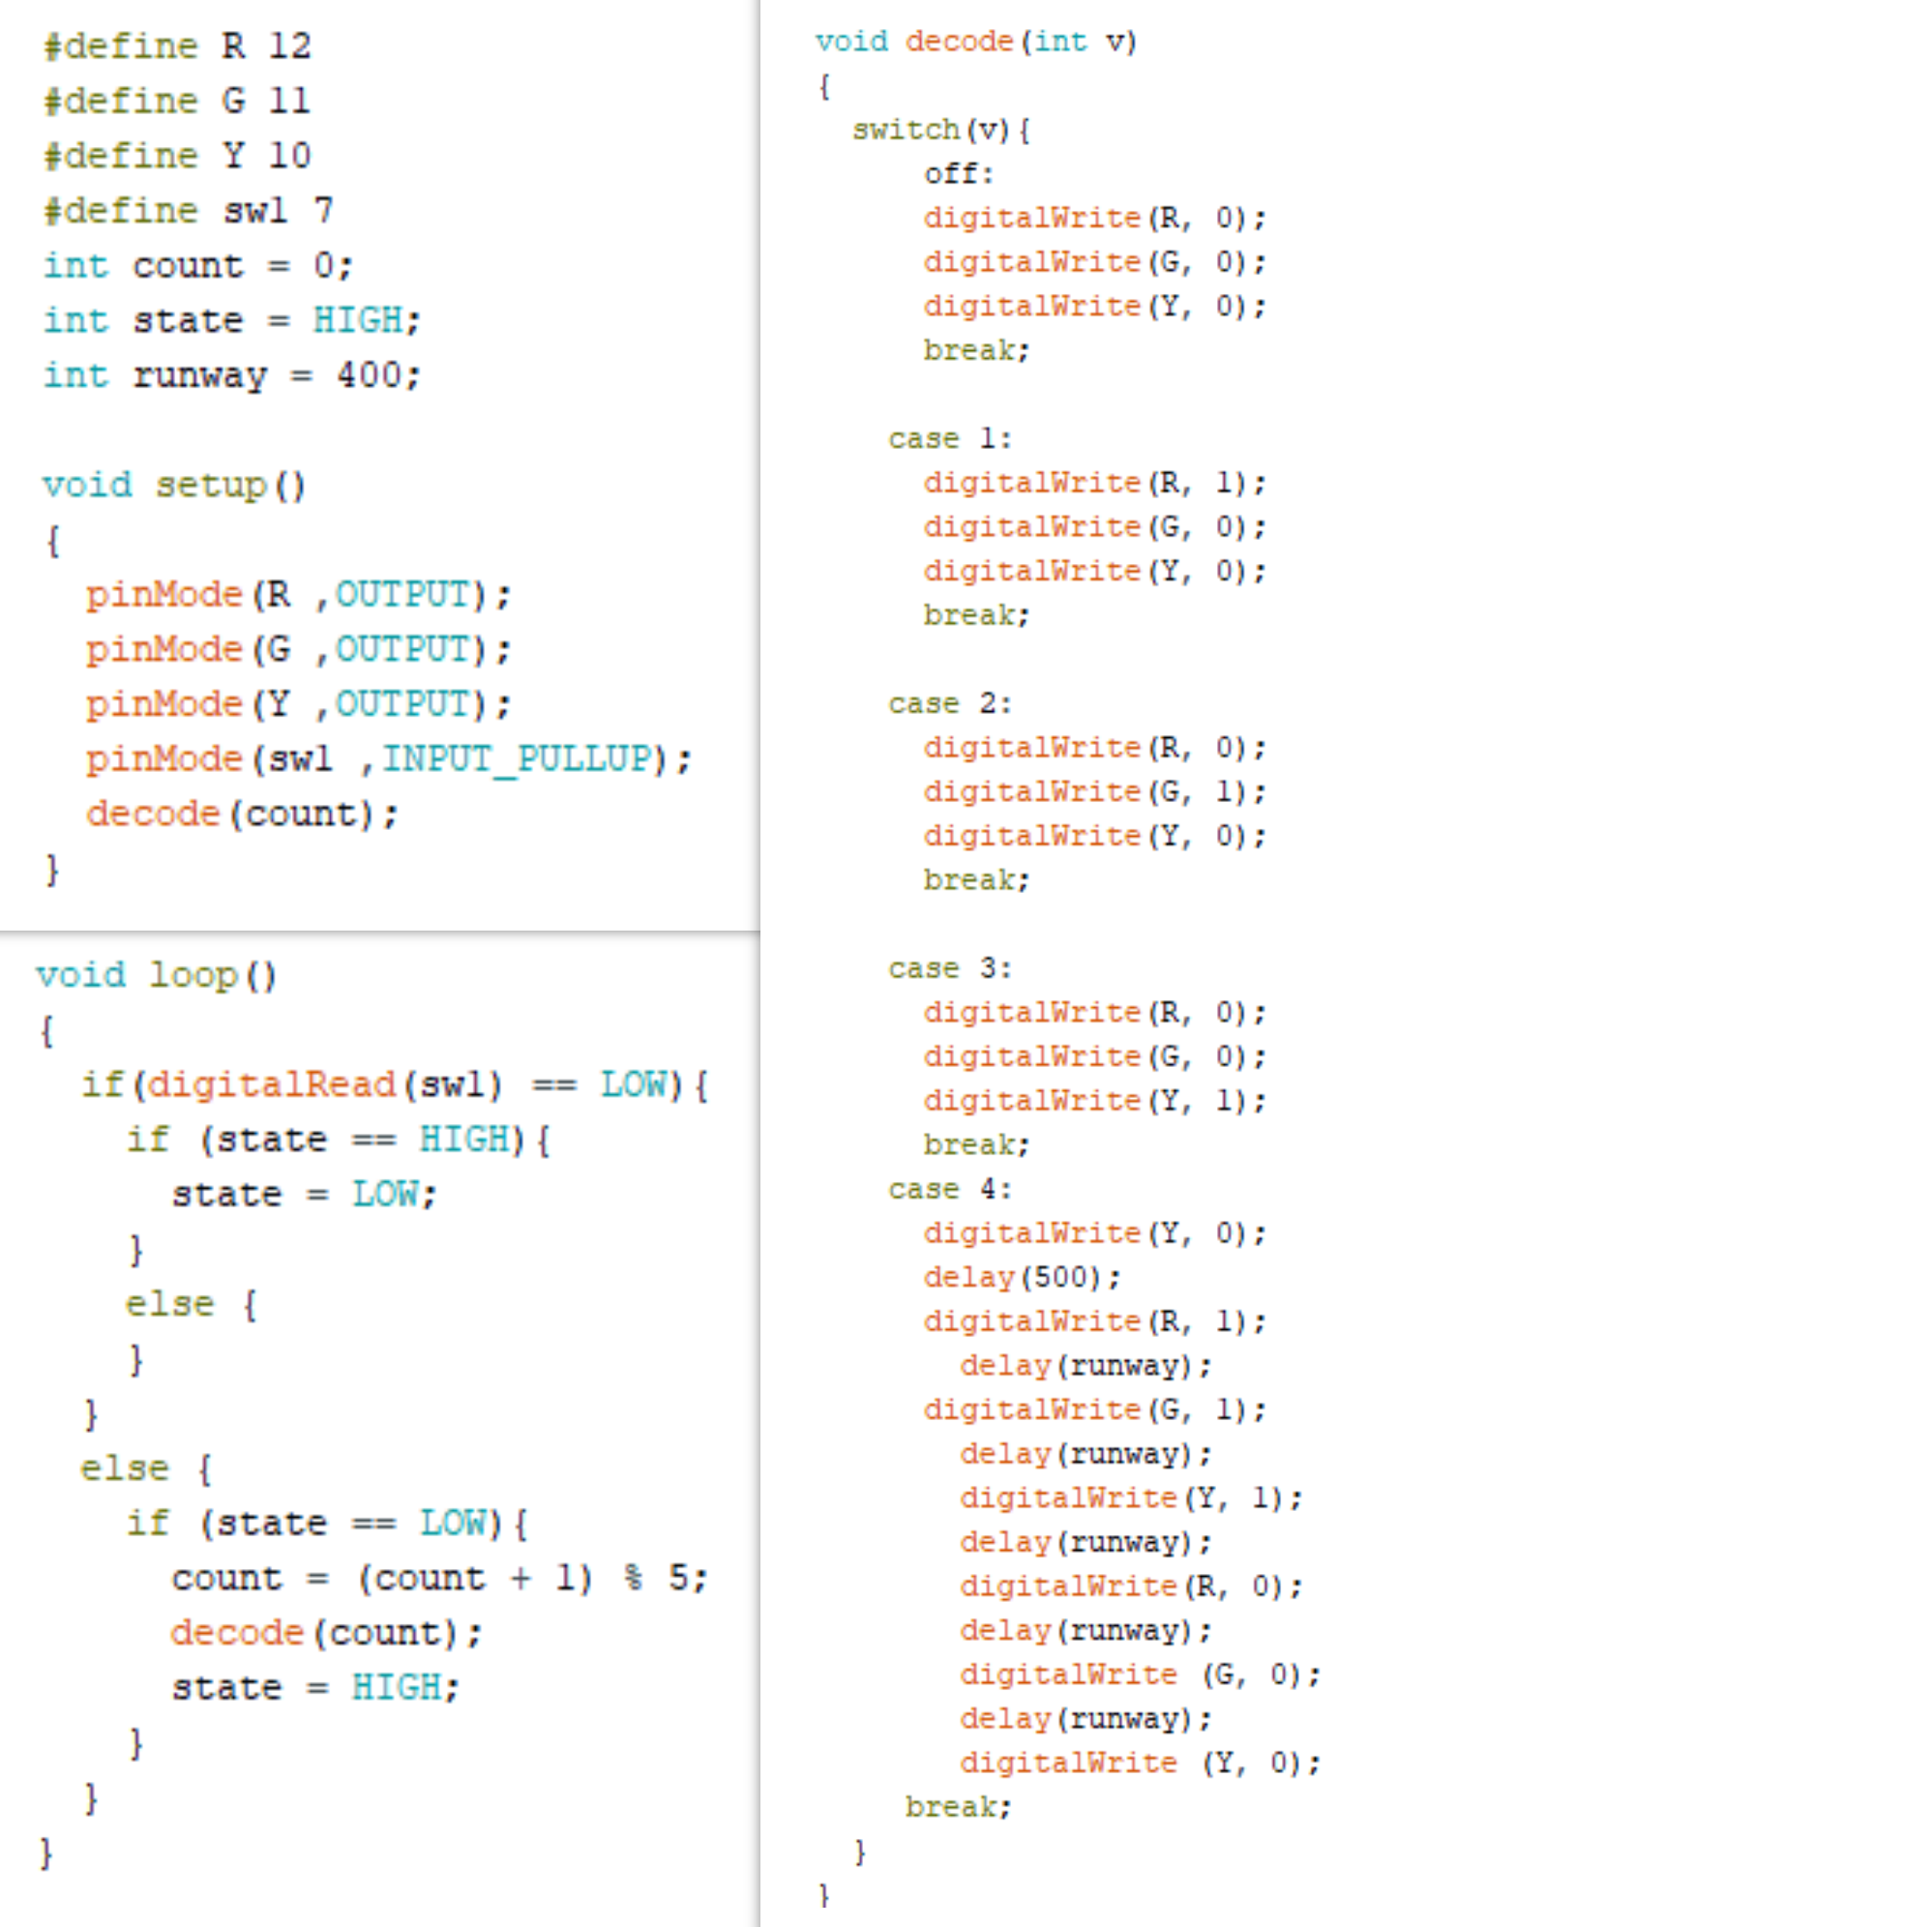 #define R 12
#define G 11
#define Y 10
#define sw1 7
int count = 0;
int state = HIGH;
int runway = 400;
void setup()
{
pinMode(R ,OUTPUT);
pinMode(G ,OUTPUT);
pinMode(Y ,OUTPUT);
pinMode(sw1 ,INPUT_PULLUP);
decode(count);
}
void loop()
{
if(digitalRead(sw1) == LOW){
if (state == HIGH){
state = LOW;
}
else {
}
}
else {
if (state == LOW){
count = (count + 1) % 5;
decode(count);
state = HIGH;
}
}
}
void decode(int v)
{
switch(v){
off:
digitalWrite(R, 0);
digitalWrite(G, 0);
digitalWrite(Y, 0);
break;
case 1:
digitalWrite(R, 1);
digitalWrite(G, 0);
digitalWrite(Y, 0);
break;
case 2:
digitalWrite(R, 0);
digitalWrite(G, 1);
digitalWrite(Y, 0);
break;
case 3:
digitalWrite(R, 0);
digitalWrite(G, 0);
digitalWrite(Y, 1);
break;
case 4:
digitalWrite(Y, 0);
delay(500);
digitalWrite(R, 1);
delay(runway);
digitalWrite(G, 1);
delay(runway);
digitalWrite(Y, 1);
delay(runway);
digitalWrite(R, 0);
delay(runway);
digitalWrite (G, 0);
delay(runway);
digitalWrite (Y, 0);
break;
}
}